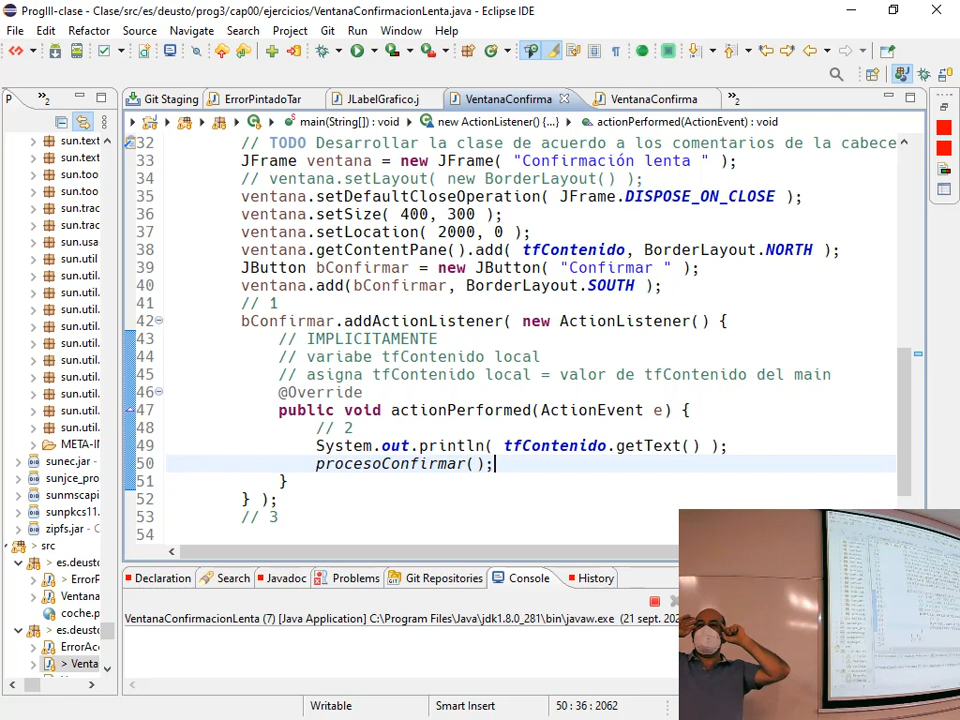 ProgIII-clase - Clase/src/es/deusto/prog3/cap00/ejercicios/VentanaConfirmacionLenta.java - Eclipse IDE
File Edit Refactor Source Navigate Search Project Git Run Window Help
P
2
Git Staging
ErrorPintadoTar
JLabelGrafico.j
VentanaConfirma
VentanaConfirma
2
main(String[]) : void
new ActionListener() {...}
actionPerformed(ActionEvent) : void
sun.text
sun.text
sun.too
sun.tool
sun.trac
sun.trac
sun.usa
sun.util
sun.util.
sun.util.
sun.util.
sun.util.
sun.util.
sun.util.
sun.util.
sun.util.
sun.util.
sun.util.
META-IN
sunec.jar
sunjce_pro
sunmscapi
sunpkcs11.
zipfs.jar
> src
es.deusto
> ErrorP
Ventana
coche.p
es.deusto
ErrorAc
> Venta
32 // TODO Desarrollar la clase de acuerdo a los comentarios de la cabece
33 JFrame ventana = new JFrame( "Confirmación lenta " );
34 // ventana.setLayout( new BorderLayout() );
35 ventana.setDefaultCloseOperation( JFrame.DISPOSE_ON_CLOSE );
36 ventana.setSize( 400, 300 );
37 ventana.setLocation( 2000, 0 );
38 ventana.getContentPane().add( tfContenido, BorderLayout.NORTH );
39 JButton bConfirmar = new JButton( "Confirmar " );
40 ventana.add(bConfirmar, BorderLayout.SOUTH );
41 // 1
42 bConfirmar.addActionListener( new ActionListener() {
43 // IMPLICITAMENTE
44 // variabe tfContenido local
45 // asigna tfContenido local = valor de tfContenido del main
46 @Override
47 public void actionPerformed(ActionEvent e) {
48 // 2
49 System.out.println( tfContenido.getText() );
50 procesoConfirmar();
51 }
52 } );
53 // 3
54
Declaration Search Javadoc Problems Git Repositories Console History
VentanaConfirmacionLenta (7) [Java Application] C:\Program Files\Java\jdk1.8.0_281\bin\javaw.exe (21 sept. 202
Writable
Smart Insert
50 : 36 : 2062